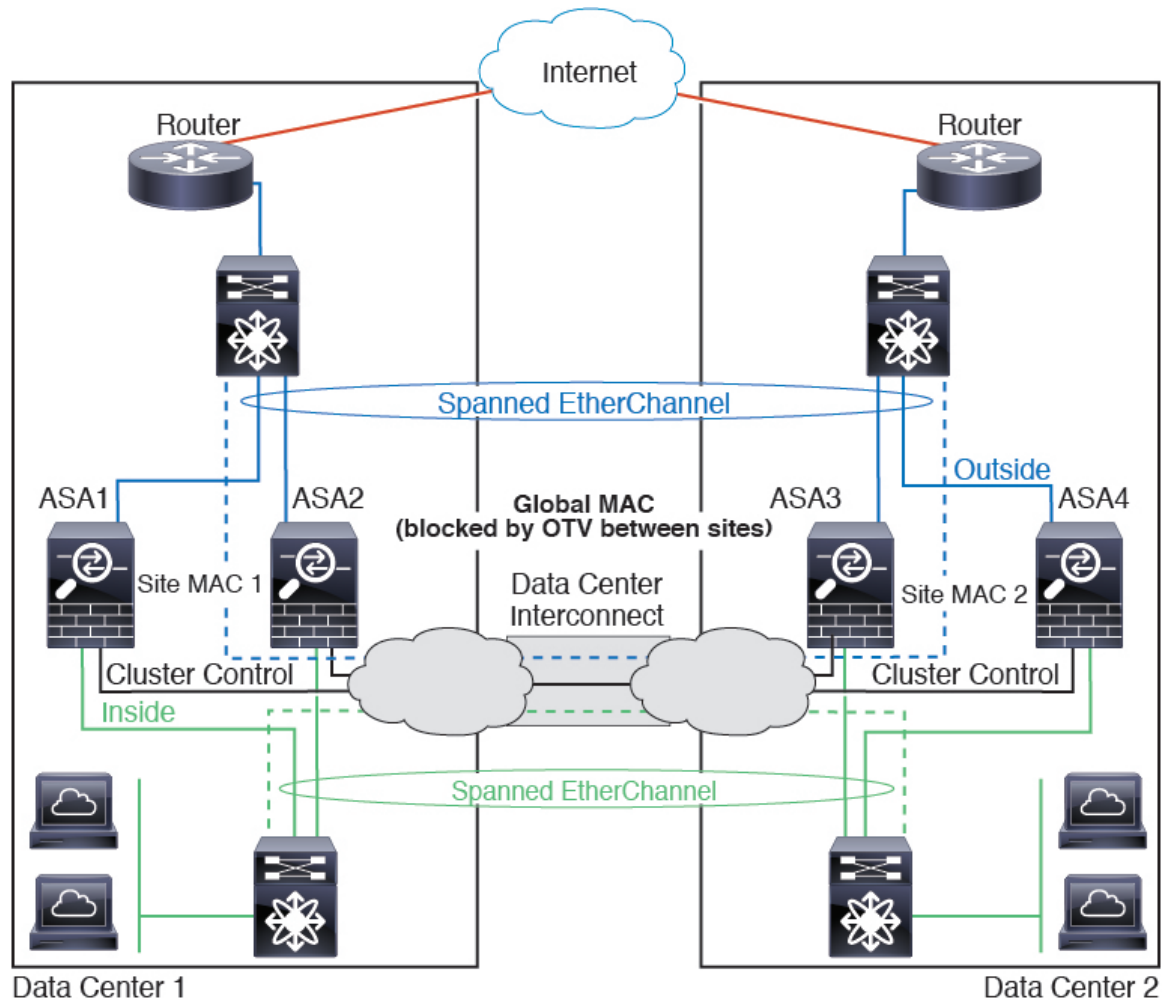 Internet
Router
Router
Spanned EtherChannel
Outside
ASA1
ASA2
Global MAC
(blocked by OTV between sites)
ASA3
ASA4
Site MAC 1
Data Center
Interconnect
Site MAC 2
Cluster Control
Cluster Control
Inside
Spanned EtherChannel
Data Center 1
Data Center 2